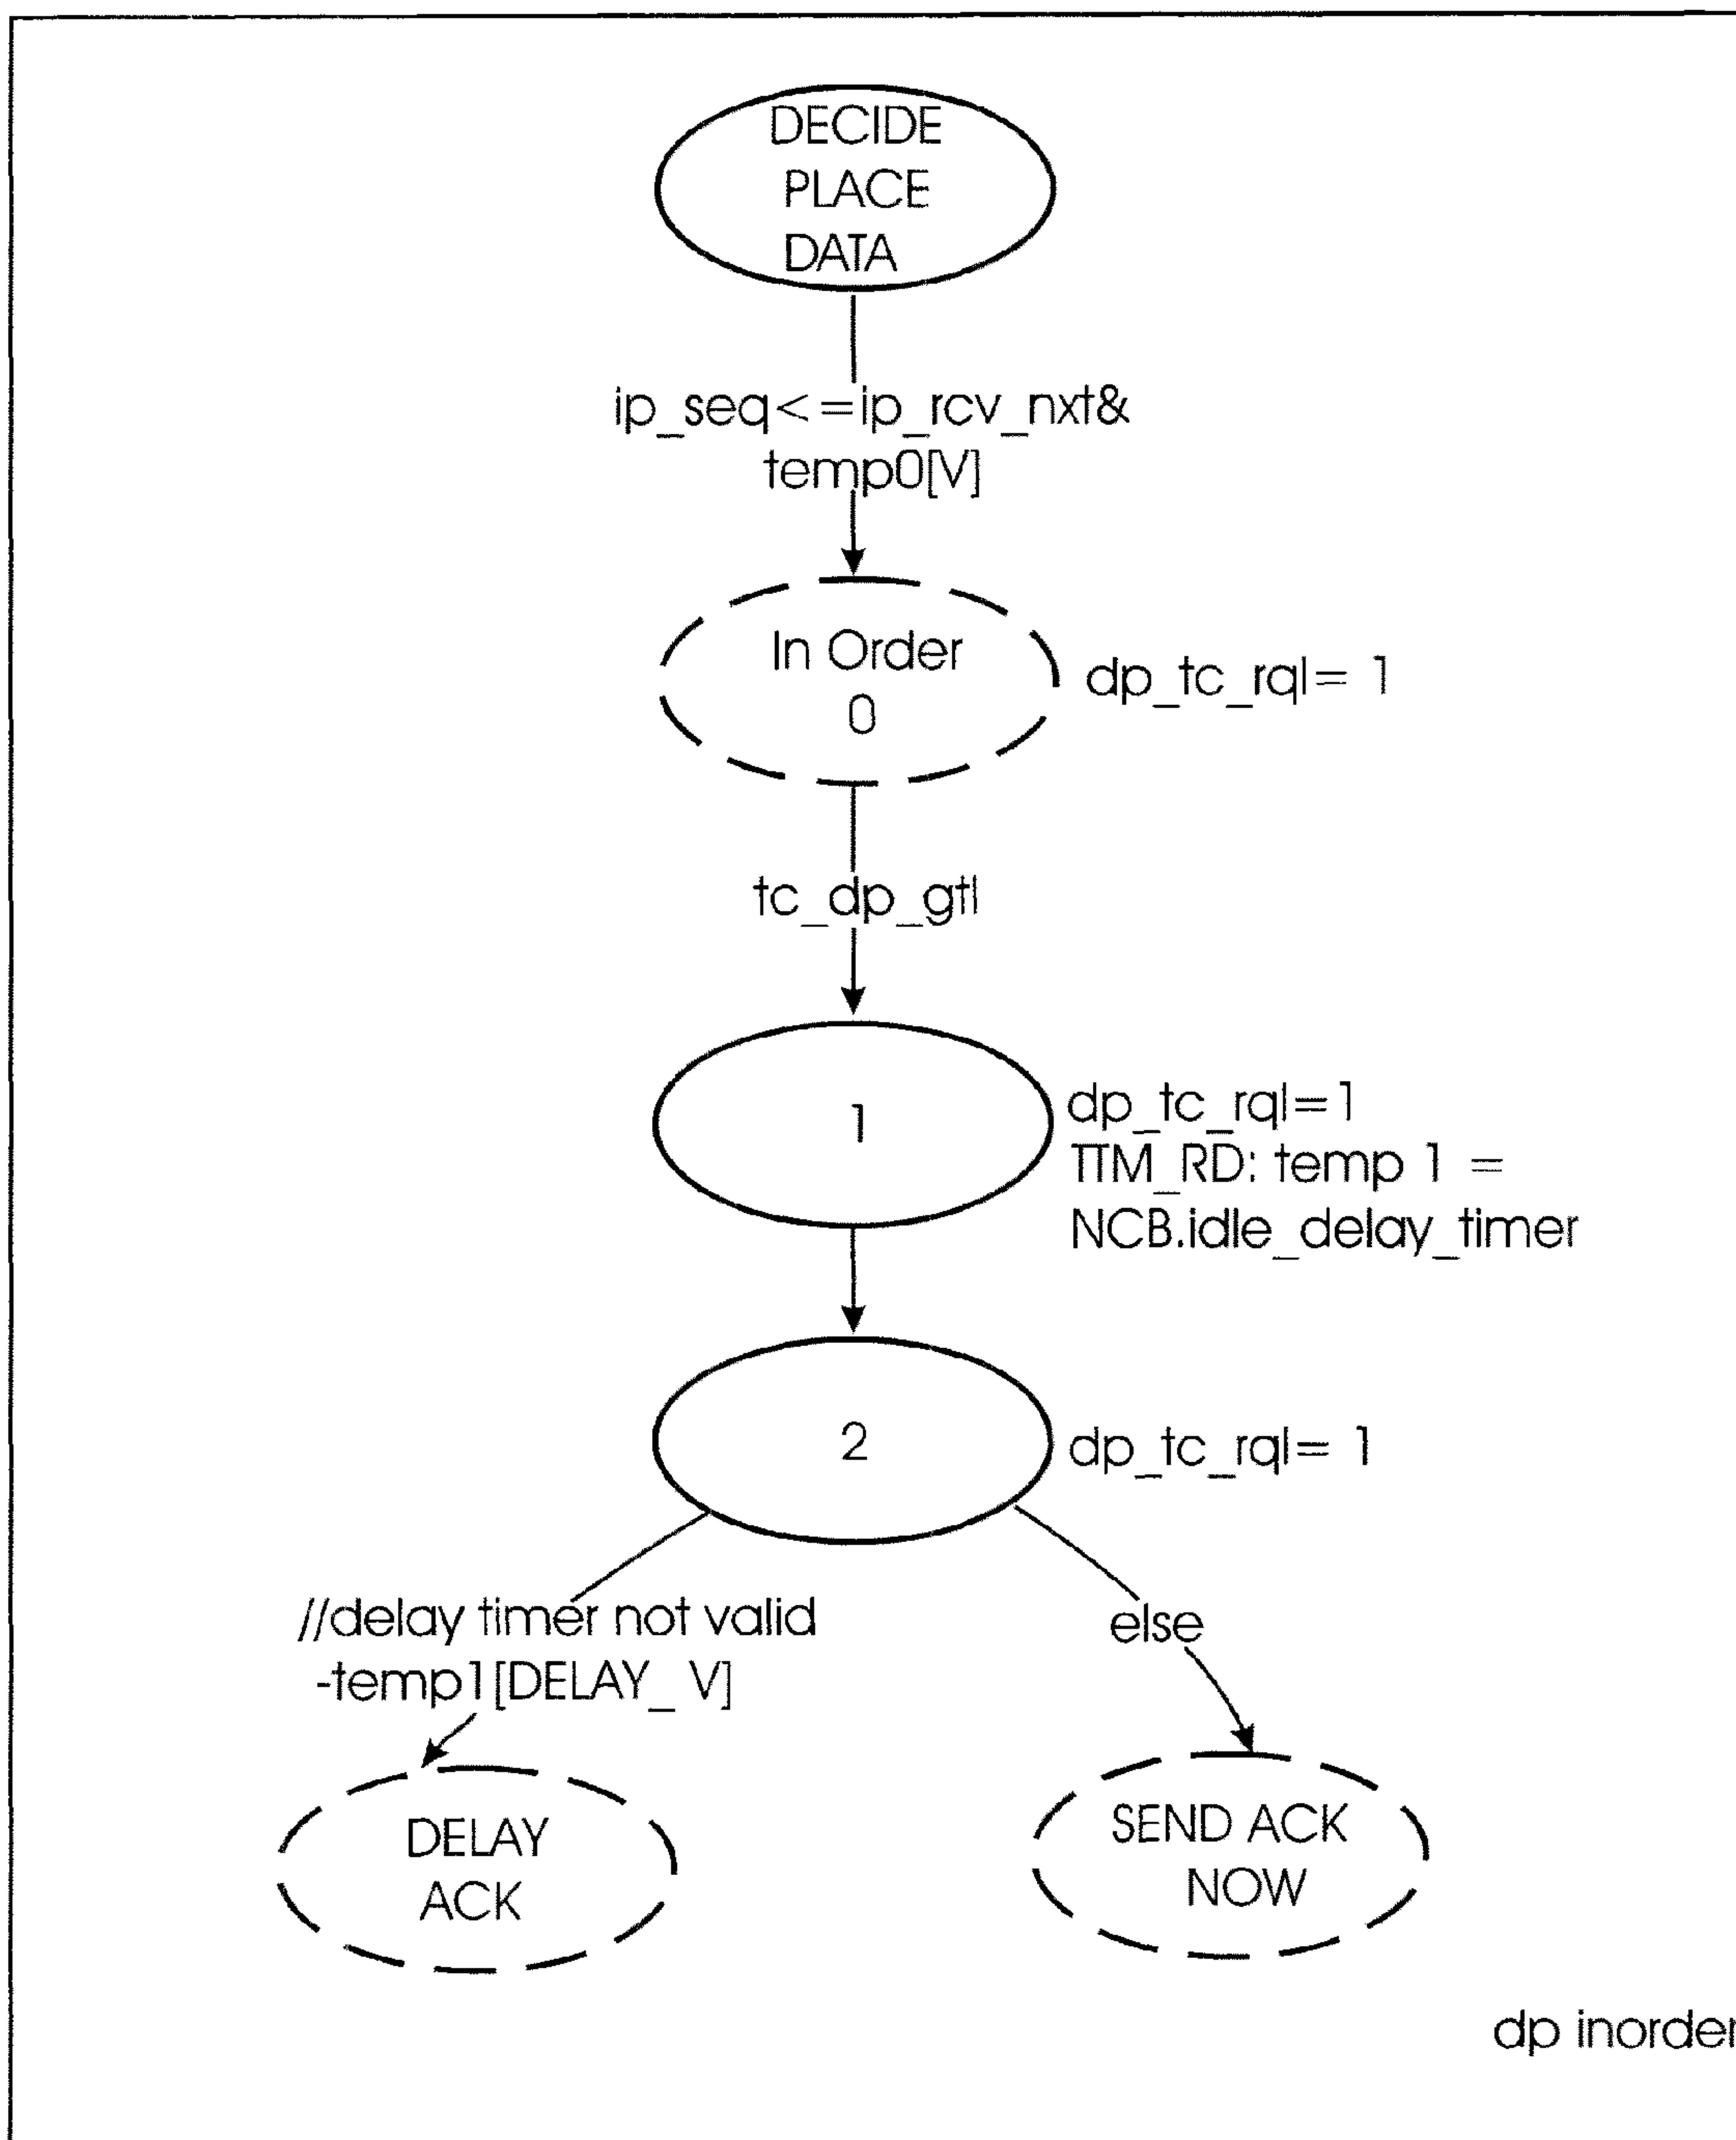 DECIDE
PLACE
DATA
ip_seq<=ip_rcv_nxt&
temp0[V]
In Order
0
dp_tc_rql= 1
tc_dp_gtl
1
dp_tc_rql=1
TTM_RD: temp 1 =
NCB.idle_delay_timer
2
dp_tc_rql= 1
//delay timer not valid
-temp1[DELAY_ V]
else
DELAY
ACK
SEND ACK
NOW
dp inorder